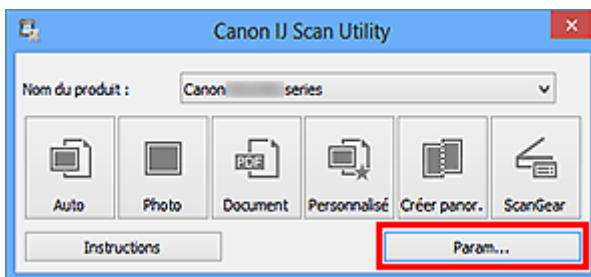 Canon IJ Scan Utility
Nom du produit : Canon series
PDF
Auto Photo Document Personnalisé Créer panor. ScanGear
Instructions Param...